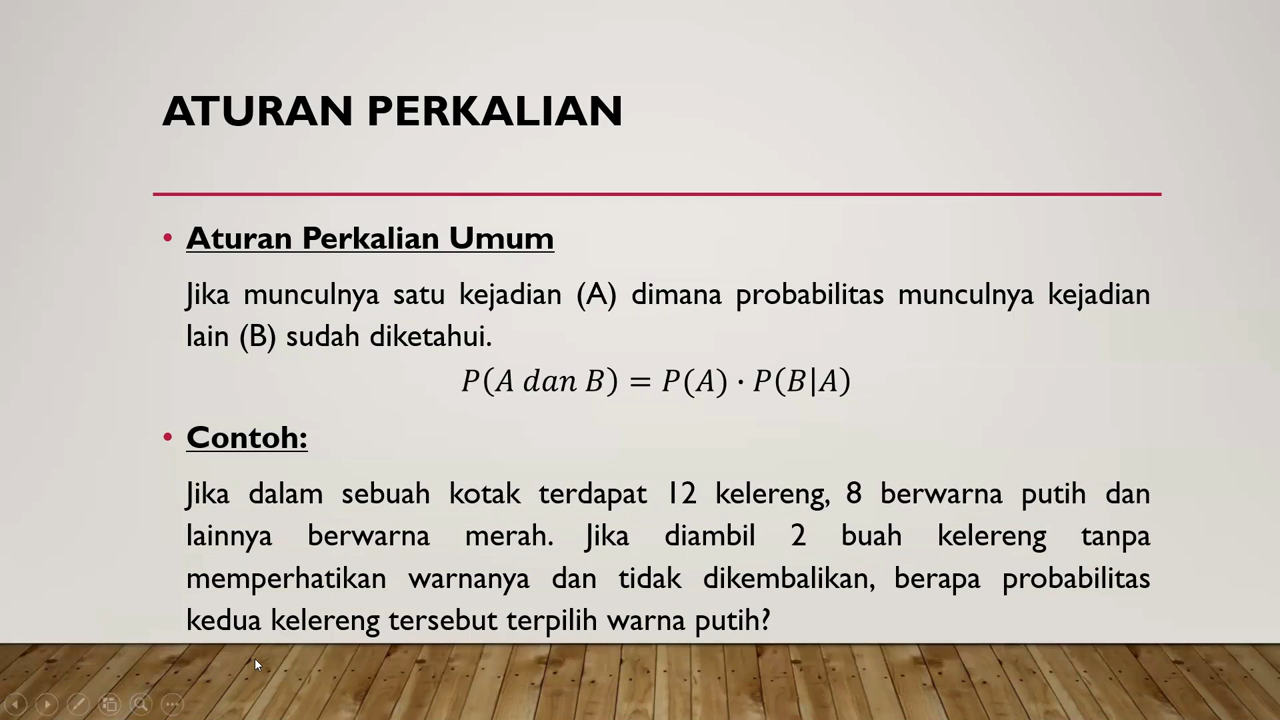 ATURAN PERKALIAN
• Aturan Perkalian Umum
Jika munculnya satu kejadian (A) dimana probabilitas munculnya kejadian
lain (B) sudah diketahui.
P(A dan B) = P(A) · P(B|A)
• Contoh:
Jika dalam sebuah kotak terdapat 12 kelereng, 8 berwarna putih dan
lainnya berwarna merah. Jika diambil 2 buah kelereng tanpa
memperhatikan warnanya dan tidak dikembalikan, berapa probabilitas
kedua kelereng tersebut terpilih warna putih?